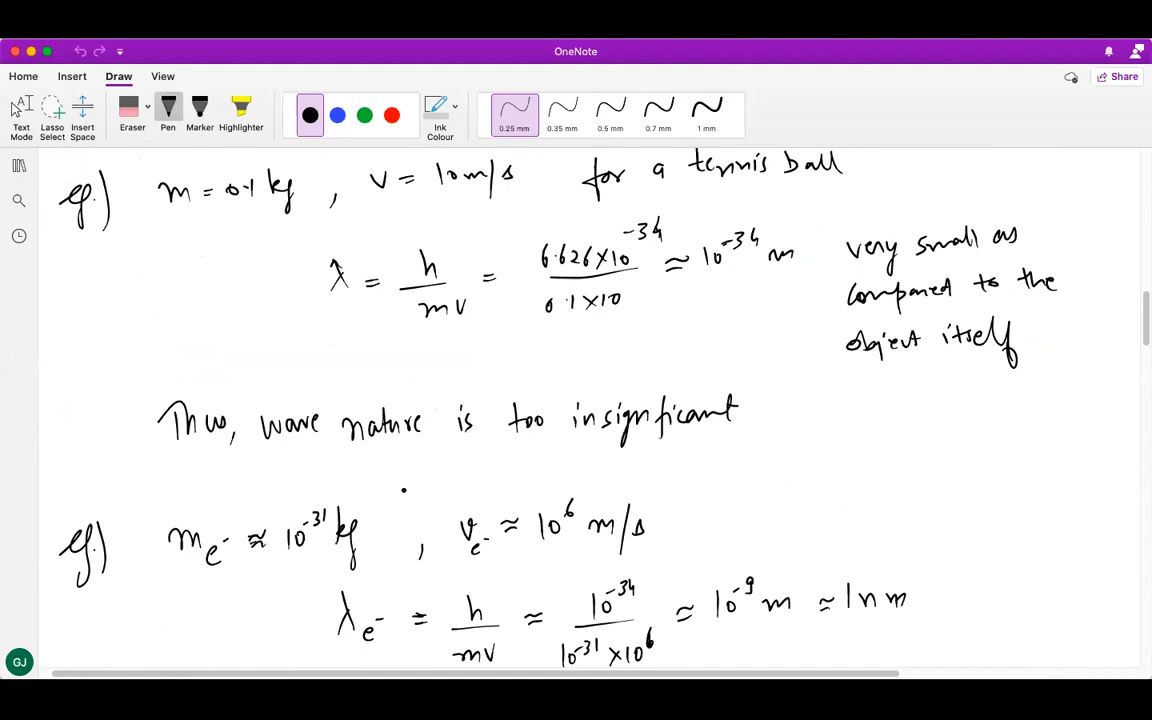 OneNote
Home Insert Draw View Share
Text Mode Lasso Select Insert Space Eraser Pen Marker Highlighter Ink Colour 0.25 mm 0.35 mm 0.5 mm 0.7 mm 1 mm
eg.) m = 0.1 kg , v = 10 m/s for a tennis ball
λ = h/mv = 6.626×10^-34 / 0.1×10 ≈ 10^-34 m
very small as
compared to the
object itself
Thus, wave nature is too insignificant
eg.) m_e- ≈ 10^-31 kg , v_e- ≈ 10^6 m/s
λ_e- = h/mv ≈ 10^-34 / 10^-31 ×10^6 ≈ 10^-9 m ≈ 1nm
GJ